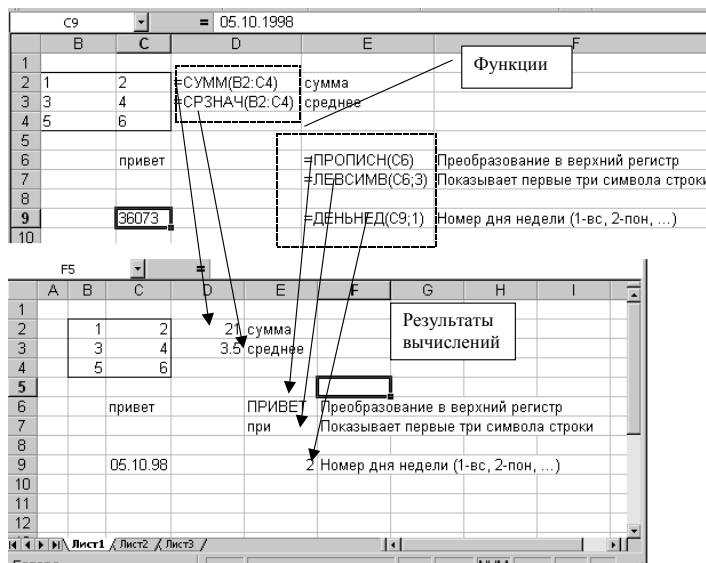 C9 = 05.10.1998
B C D E F
1
2 1 2 =СУММ(B2:C4) сумма
3 3 4 =СРЗНАЧ(B2:C4) среднее
4 5 6
5
6 привет =ПРОПИСН(C6) Преобразование в верхний регистр
7 =ЛЕВСИМВ(C6;3) Показывает первые три символа строки
8
9 36073 =ДЕНЬНЕД(C9;1) Номер дня недели (1-вс, 2-пон, ...)
10
Функции
F5 =
A B C D E F G H I
1
2 1 2 21 сумма
3 3 4 3.5 среднее
4 5 6
5
6 привет ПРИВЕТ Преобразование в верхний регистр
7 при Показывает первые три символа строки
8
9 05.10.98 2 Номер дня недели (1-вс, 2-пон, ...)
10
11
12
Результаты
вычислений
Лист1 Лист2 Лист3